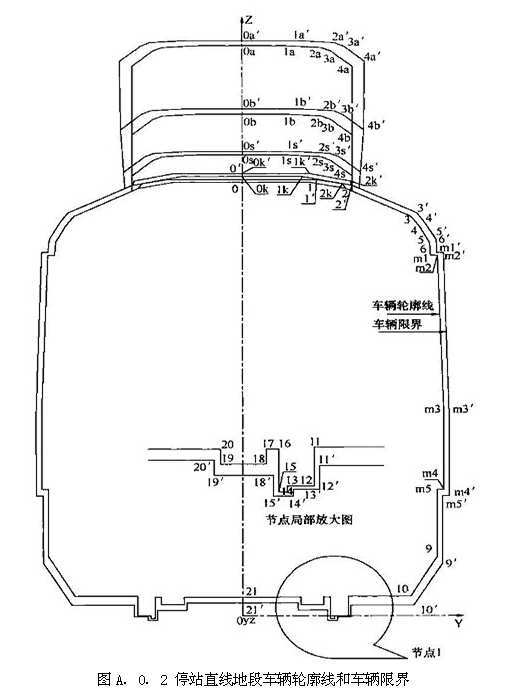 Z
0a′ 1a′ 2a′ 3a′
0a 1a 2a 3a 4a′
4a
0b′ 1b′ 2b′ 3b′
0b 1b 2b 3b 4b′
4b
0s′ 1s′ 2s′ 3s′
0s 0k′ 1s 1k′ 2s 3s 4s′
0′ 4s 2k′
0 0k 1k 1 2k 2
1′ 2′
3′
3 4′
4 5′
5 6′
6 m1′
m1 m2′
m2
车辆轮廓线
车辆限界
m3 m3′
20 17 16 11
19 18 15 11′
20′ 13 12
19′ 18′ 14 12′
15′ 14′ 13′
节点局部放大图
m4
m5 m4′
m5′
9
9′
21 10
21′ 10′
0yz Y
节点1
图 A. 0. 2 停站直线地段车辆轮廓线和车辆限界